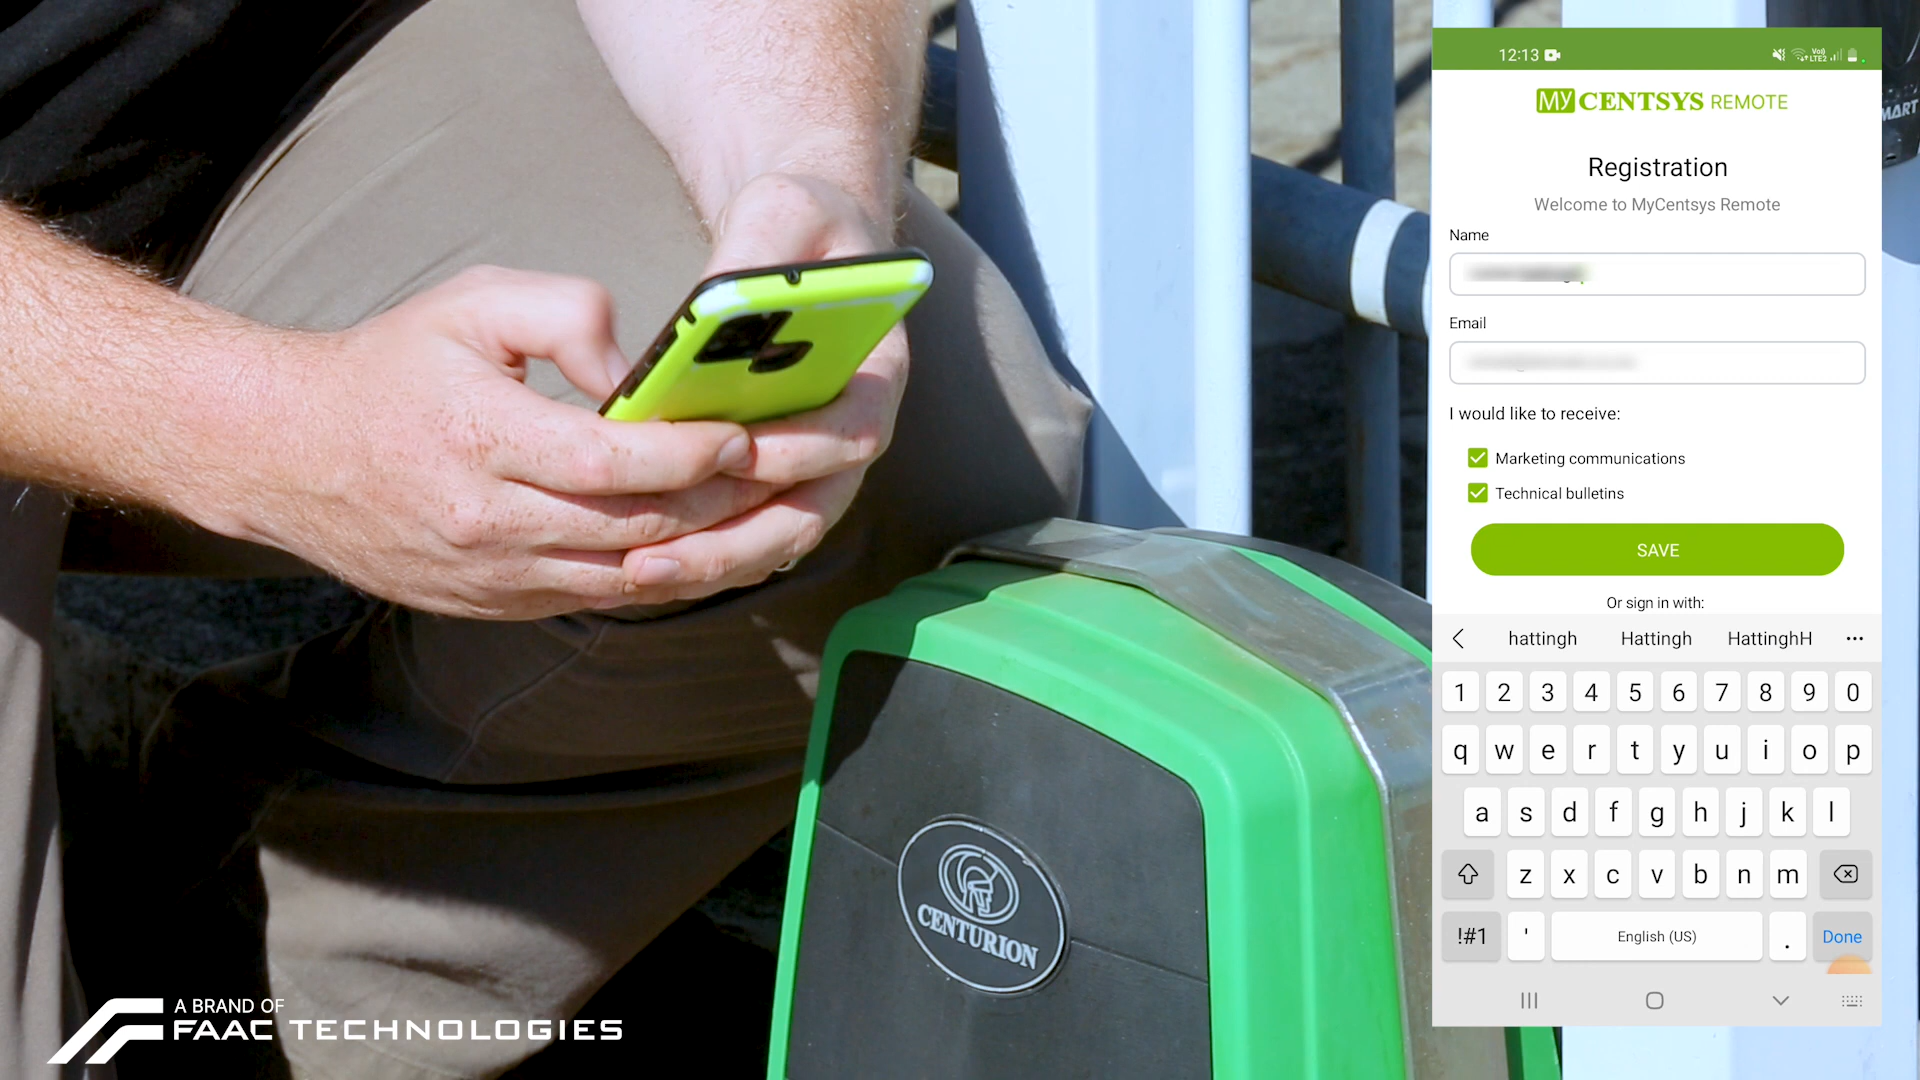 12:13
Vo)) LTE2
MY CENTSYS REMOTE
Registration
Welcome to MyCentsys Remote
Name
Email
I would like to receive:
Marketing communications
Technical bulletins
SAVE
Or sign in with:
hattingh Hattingh HattinghH
1 2 3 4 5 6 7 8 9 0
q w e r t y u i o p
a s d f g h j k l
z x c v b n m
!#1 ' English (US) . Done
CENTURION
A BRAND OF
FAAC TECHNOLOGIES